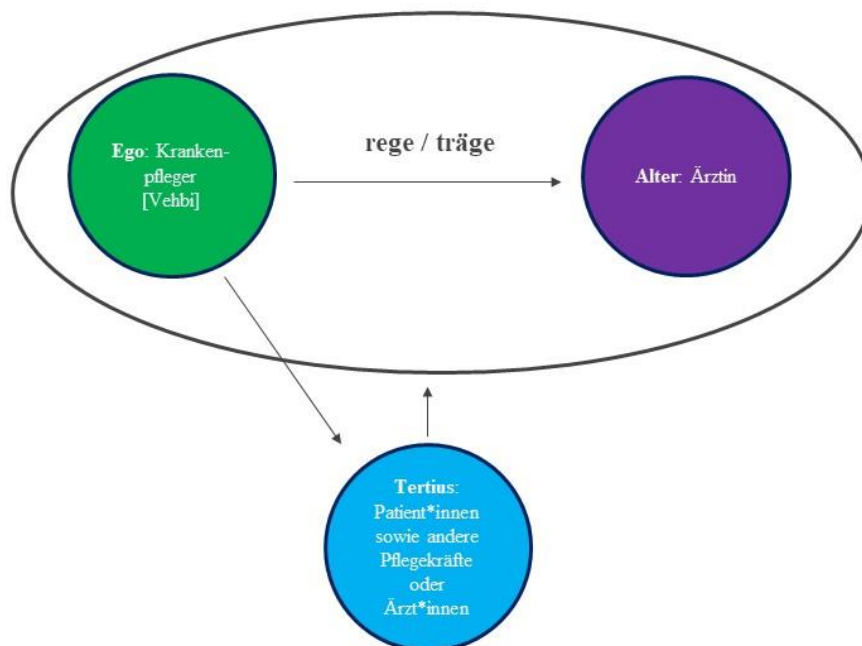 Ego: Kranken-
pfleger
[Vehbi]
rege / träge
Alter: Ärztin
Tertius:
Patient*innen
sowie andere
Pflegekräfte
oder
Ärzt*innen